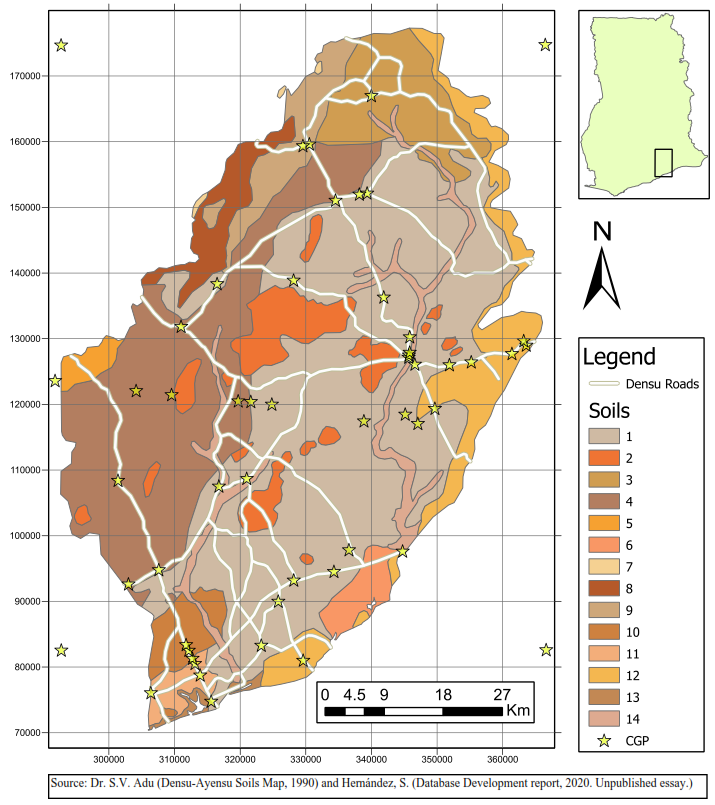 170000
160000
150000
140000
130000
120000
110000
100000
90000
80000
70000
300000 310000 320000 330000 340000 350000 360000
0 4.5 9 18 27
Km
N
Legend
Densu Roads
Soils
1
2
3
4
5
6
7
8
9
10
11
12
13
14
CGP
Source: Dr. S.V. Adu (Densu-Ayensu Soils Map, 1990) and Hernández, S. (Database Development report, 2020. Unpublished essay.)